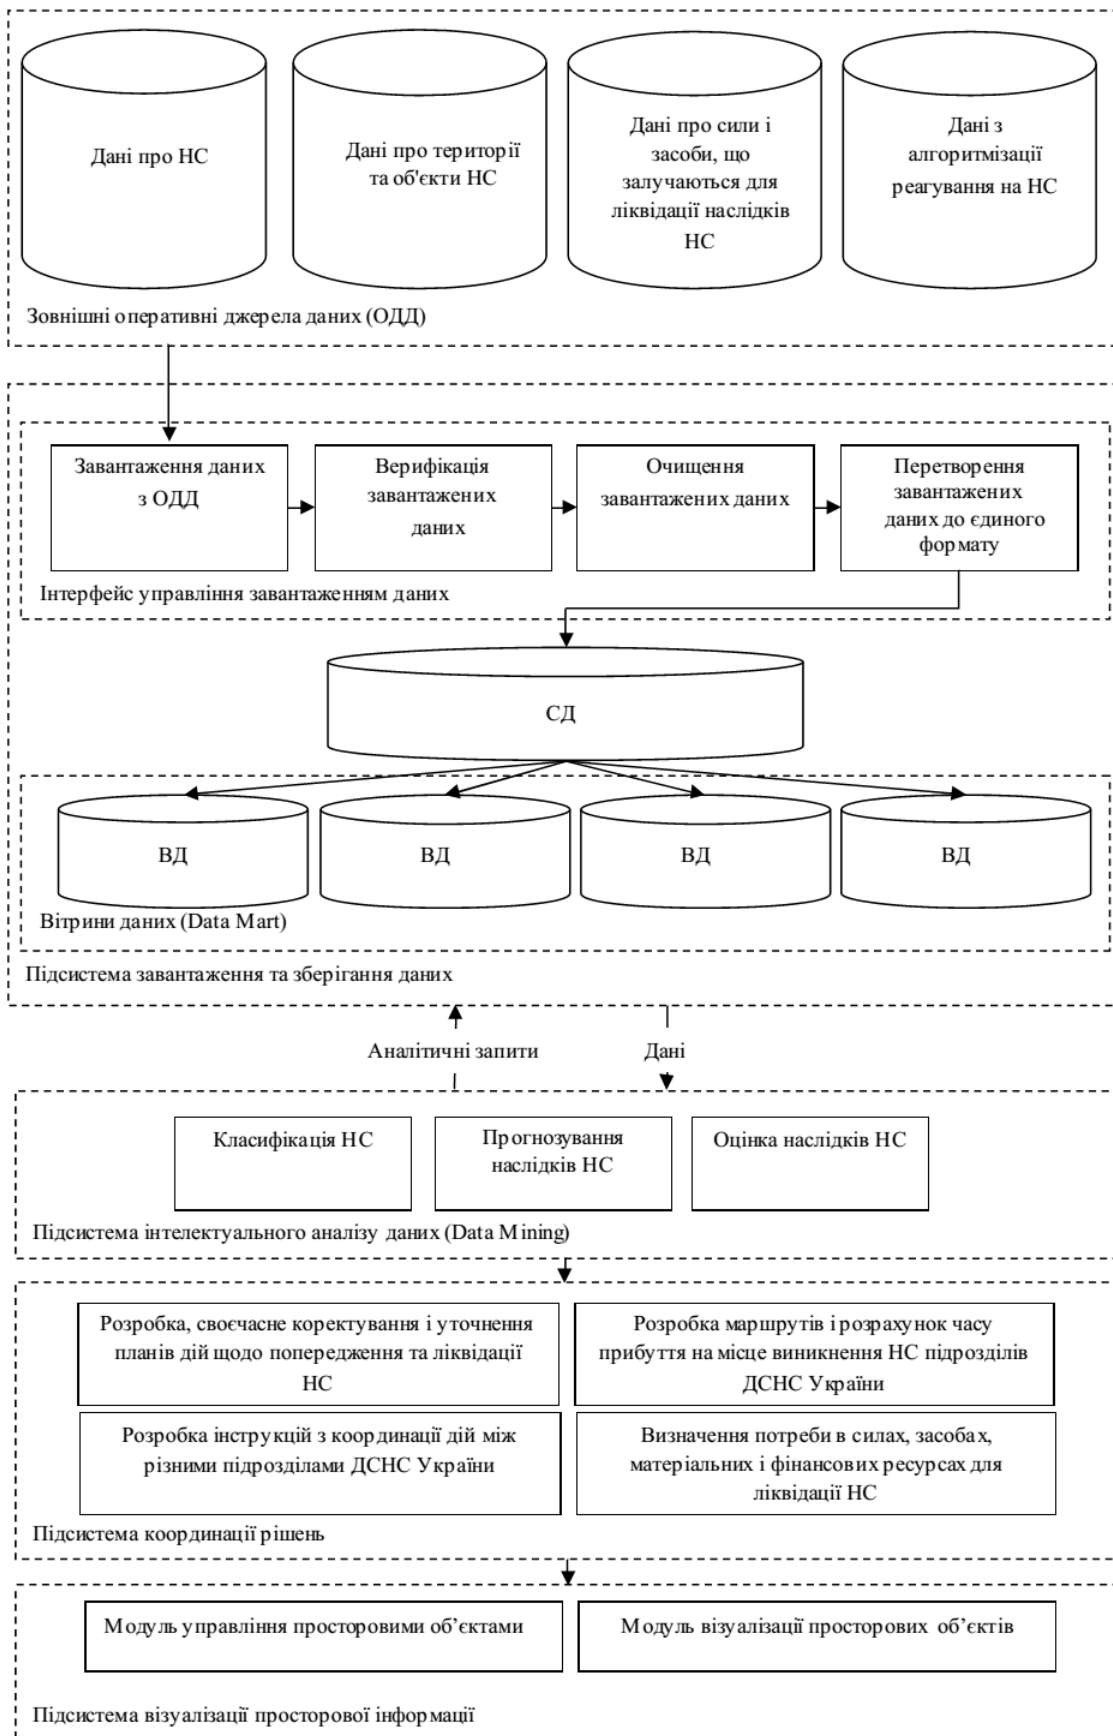 Дані про НС
Дані про території
та об'єкти НС
Дані про сили і
засоби, що
залучаються для
ліквідації наслідків
НС
Дані з
алгоритмізації
реагування на НС
Зовнішні оперативні джерела даних (ОДД)
Завантаження даних
з ОДД
Верифікація
завантажених
даних
Очищення
завантажених даних
Перетворення
завантажених
даних до єдиного
формату
Інтерфейс управління завантаженням даних
СД
ВД
ВД
ВД
ВД
Вітрини даних (Data Mart)
Підсистема завантаження та зберігання даних
Аналітичні запити
Дані
Класифікація НС
Прогнозування
наслідків НС
Оцінка наслідків НС
Підсистема інтелектуального аналізу даних (Data Mining)
Розробка, своєчасне коректування і уточнення
планів дій щодо попередження та ліквідації
НС
Розробка маршрутів і розрахунок часу
прибуття на місце виникнення НС підрозділів
ДСНС України
Розробка інструкцій з координації дій між
різними підрозділами ДСНС України
Визначення потреби в силах, засобах,
матеріальних і фінансових ресурсах для
ліквідації НС
Підсистема координації рішень
Модуль управління просторовими об’єктами
Модуль візуалізації просторових об’єктів
Підсистема візуалізації просторової інформації